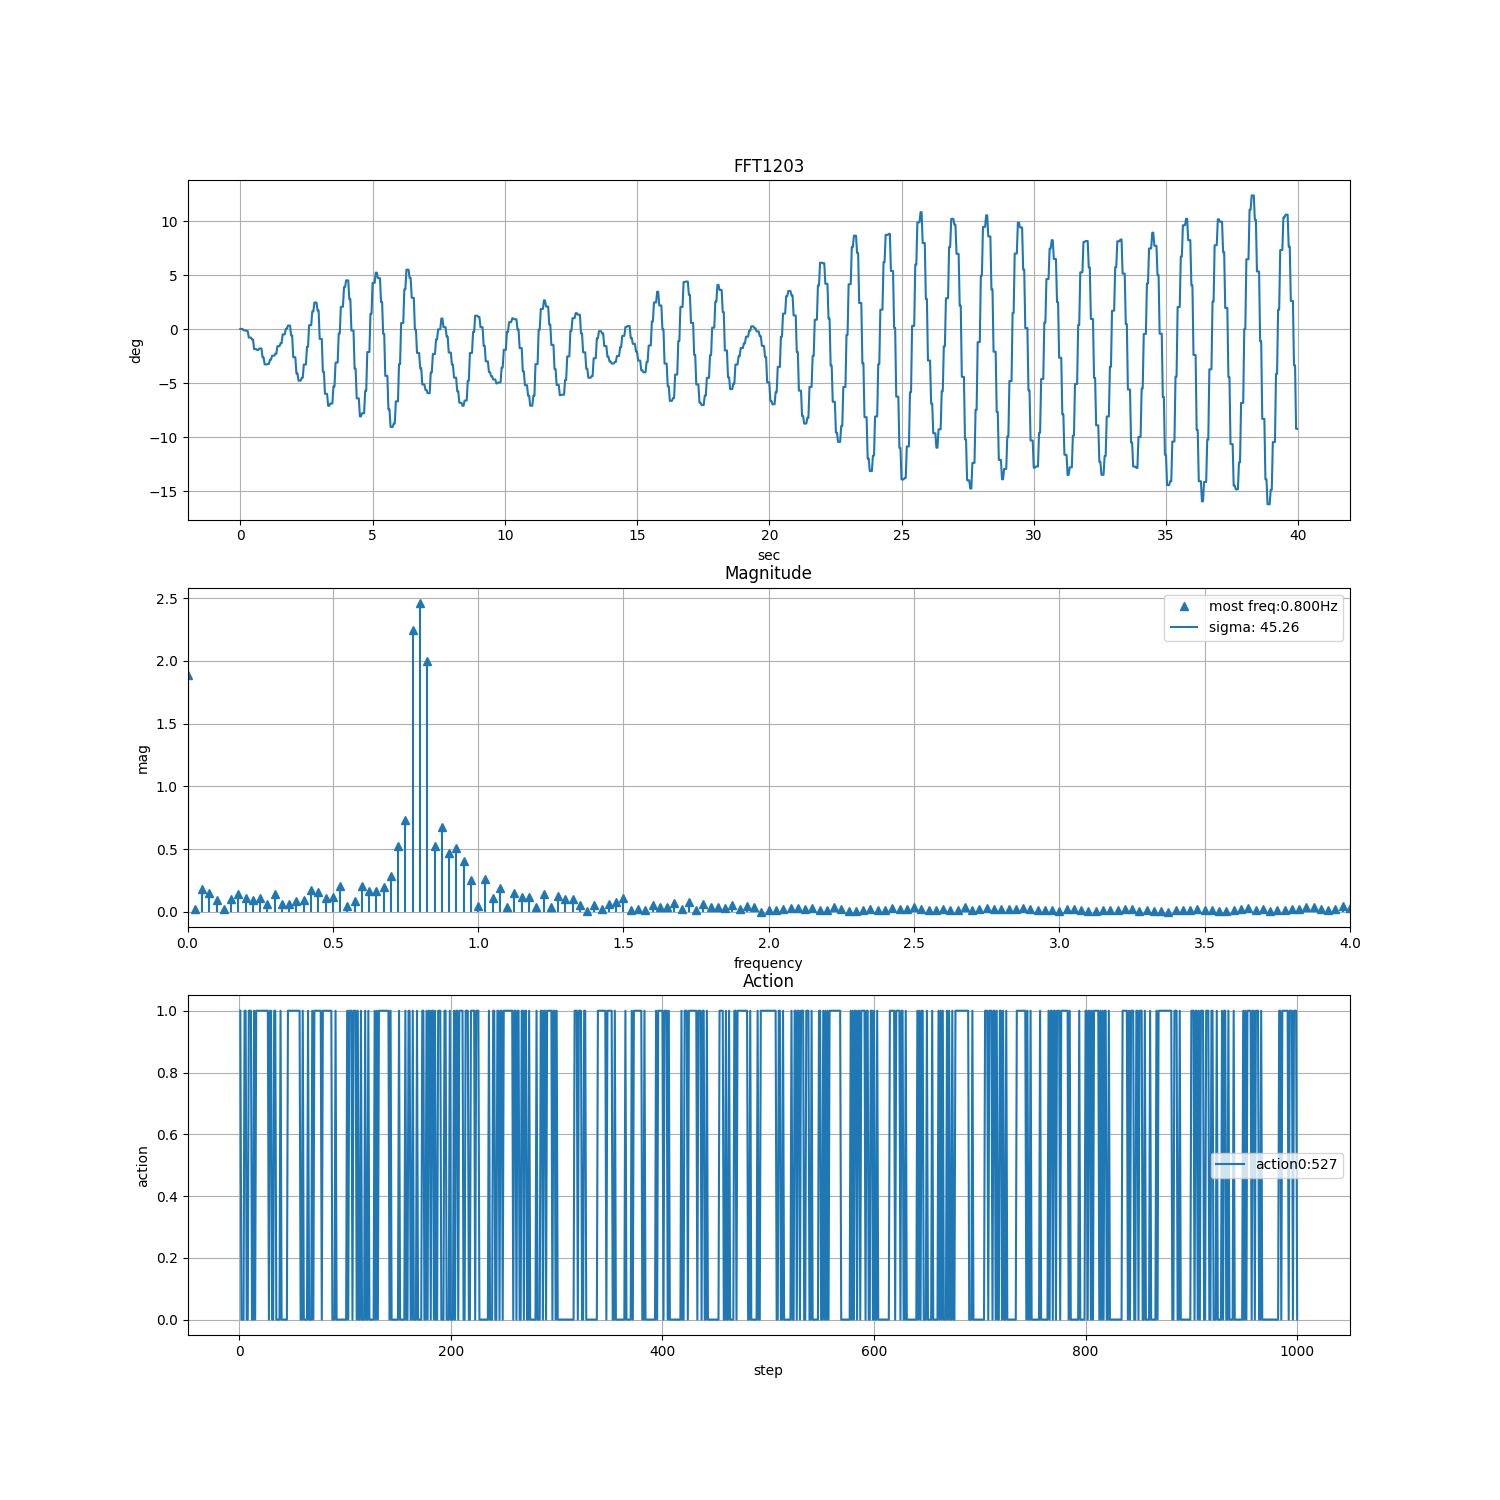 FFT1203
10
5
0
−5
−10
−15
deg
0 5 10 15 20 25 30 35 40
sec
Magnitude
2.5
2.0
1.5
1.0
0.5
0.0
mag
most freq:0.800Hz
sigma: 45.26
0.0 0.5 1.0 1.5 2.0 2.5 3.0 3.5 4.0
frequency
Action
1.0
0.8
0.6
0.4
0.2
0.0
action
action0:527
0 200 400 600 800 1000
step